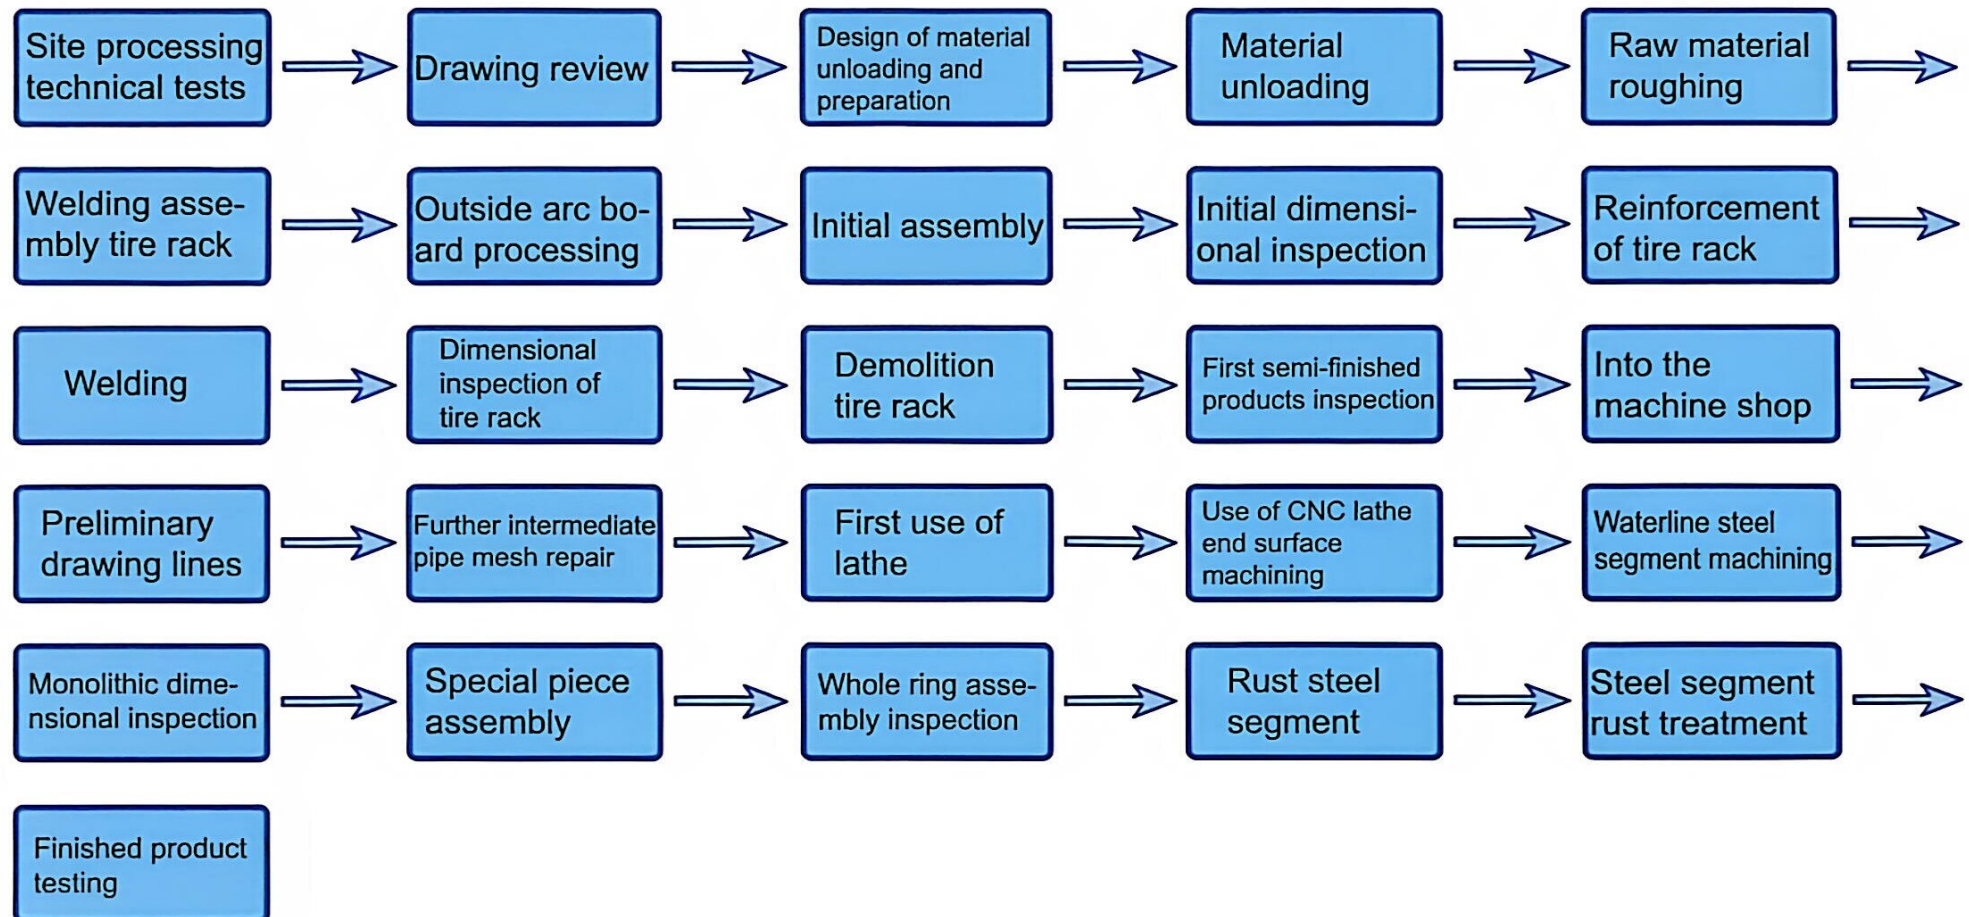 Site processing
technical tests
Drawing review
Design of material
unloading and
preparation
Material
unloading
Raw material
roughing
Welding asse-
mbly tire rack
Outside arc bo-
ard processing
Initial assembly
Initial dimensi-
onal inspection
Reinforcement
of tire rack
Welding
Dimensional
inspection of
tire rack
Demolition
tire rack
First semi-finished
products inspection
Into the
machine shop
Preliminary
drawing lines
Further intermediate
pipe mesh repair
First use of
lathe
Use of CNC lathe
end surface
machining
Waterline steel
segment machining
Monolithic dime-
nsional inspection
Special piece
assembly
Whole ring asse-
mbly inspection
Rust steel
segment
Steel segment
rust treatment
Finished product
testing